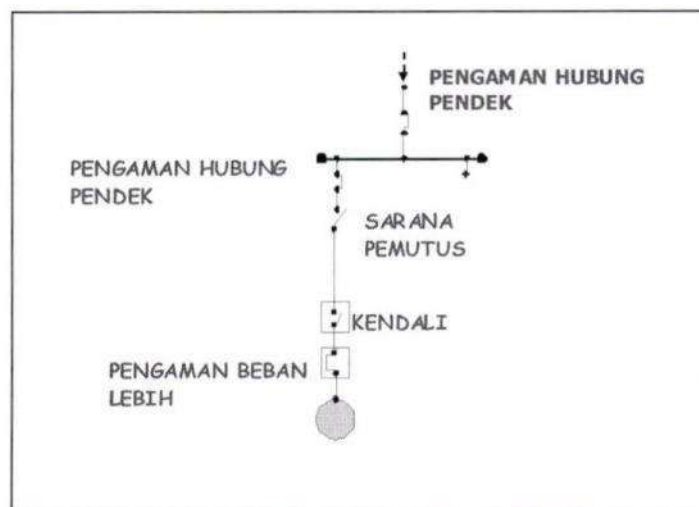 PENGAMAN HUBUNG
PENDEK
PENGAMAN HUBUNG
PENDEK
SARANA
PEMUTUS
KENDALI
PENGAMAN BEBAN
LEBIH